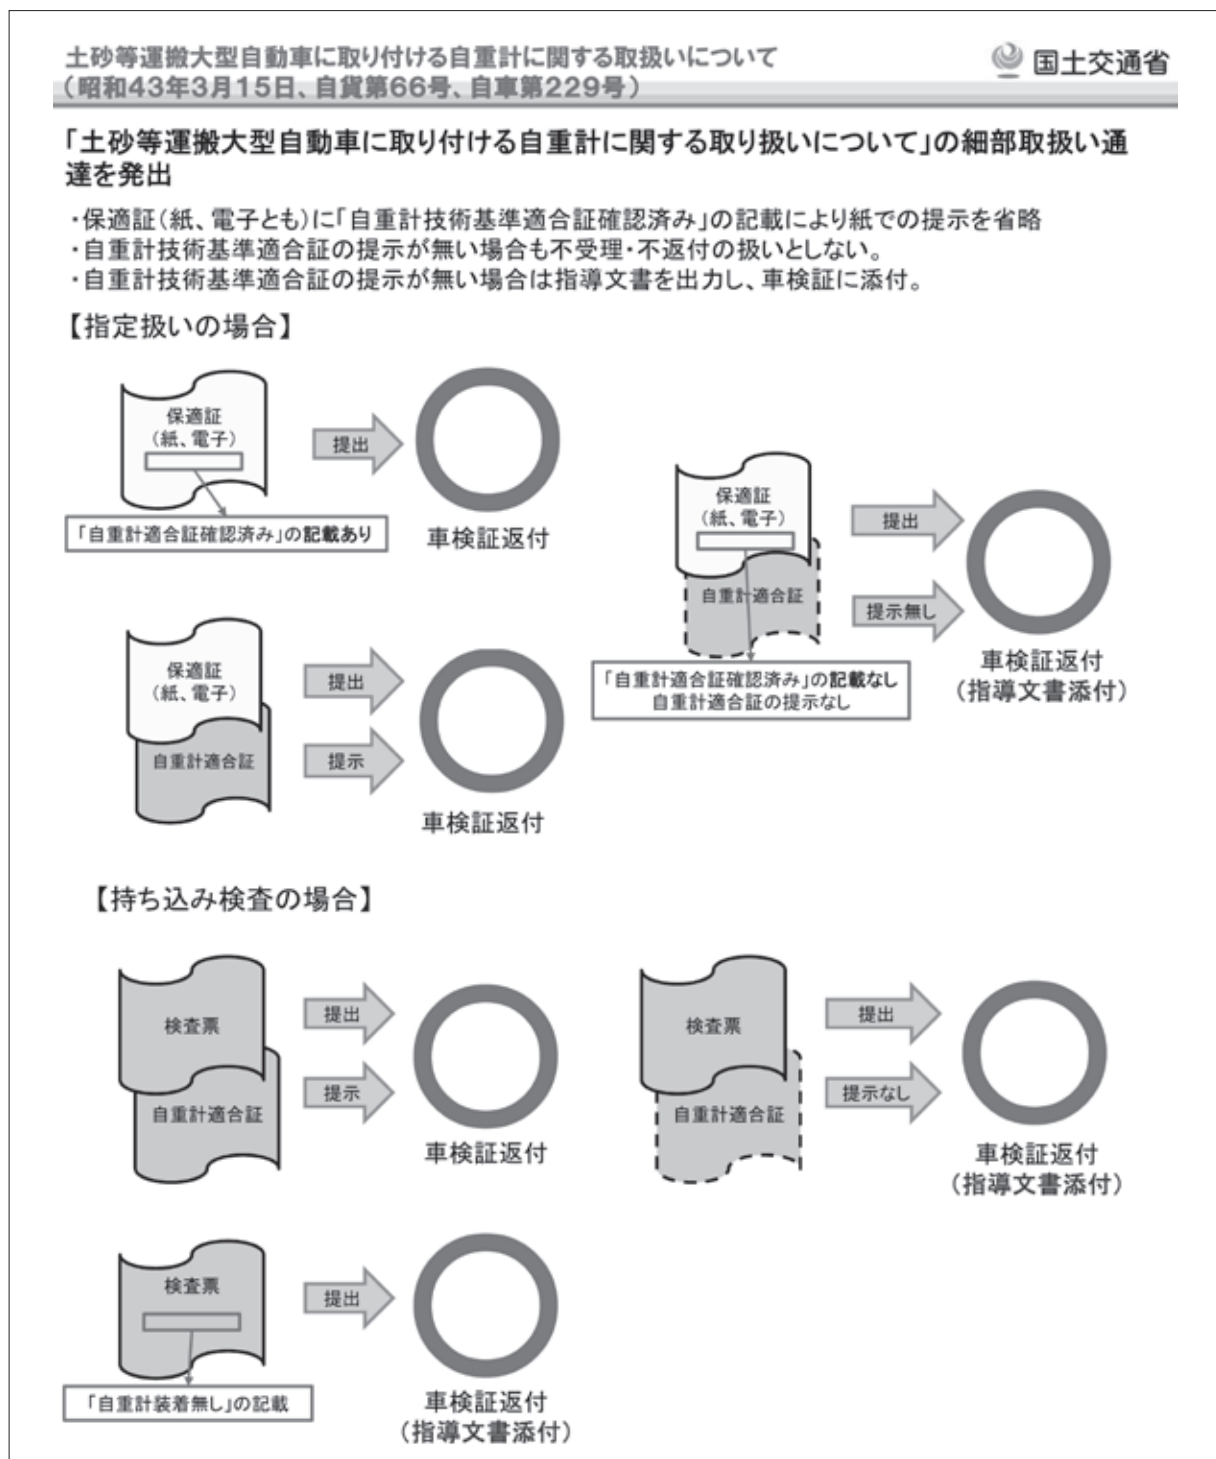 土砂等運搬大型自動車に取り付ける自重計に関する取扱いについて
（昭和43年3月15日、自貨第66号、自車第229号）
国土交通省
「土砂等運搬大型自動車に取り付ける自重計に関する取り扱いについて」の細部取扱い通
達を発出
・保適証（紙、電子とも）に「自重計技術基準適合証確認済み」の記載により紙での提示を省略
・自重計技術基準適合証の提示が無い場合も不受理・不返付の扱いとしない。
・自重計技術基準適合証の提示が無い場合は指導文書を出力し、車検証に添付。
【指定扱いの場合】
保適証
（紙、電子）
提出
「自重計適合証確認済み」の記載あり
車検証返付
保適証
（紙、電子）
自重計適合証
提出
提示
車検証返付
保適証
（紙、電子）
自重計適合証
提出
提示無し
「自重計適合証確認済み」の記載なし
自重計適合証の提示なし
車検証返付
（指導文書添付）
【持ち込み検査の場合】
検査票
自重計適合証
提出
提示
車検証返付
検査票
自重計適合証
提出
提示なし
車検証返付
（指導文書添付）
検査票
提出
「自重計装着無し」の記載
車検証返付
（指導文書添付）